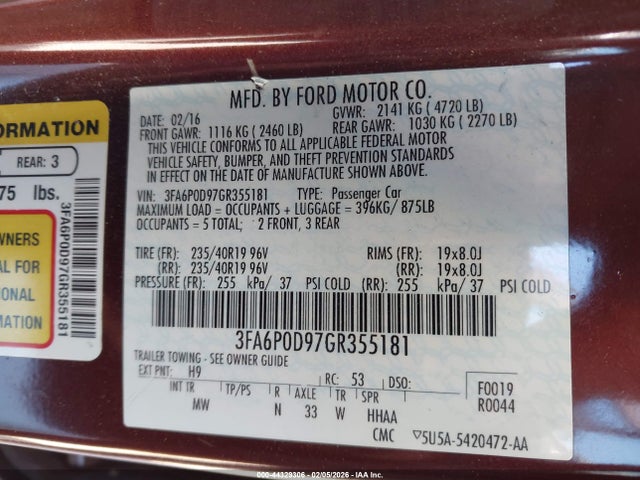 ORMATION
REAR: 3
75 lbs.
WNERS
AL FOR
IONAL
MATION
3FA6P0D97GR355181
MFD. BY FORD MOTOR CO.
DATE: 02/16 GVWR: 2141 KG ( 4720 LB)
FRONT GAWR: 1116 KG ( 2460 LB) REAR GAWR: 1030 KG ( 2270 LB)
THIS VEHICLE CONFORMS TO ALL APPLICABLE FEDERAL MOTOR
VEHICLE SAFETY, BUMPER, AND THEFT PREVENTION STANDARDS
IN EFFECT ON THE DATE OF MANUFACTURE SHOWN ABOVE.
VIN: 3FA6P0D97GR355181 TYPE: Passenger Car
MAXIMUM LOAD = OCCUPANTS + LUGGAGE = 396KG/ 875LB
OCCUPANTS = 5 TOTAL; 2 FRONT, 3 REAR
TIRE (FR): 235/40R19 96V RIMS (FR): 19x8.0J
(RR): 235/40R19 96V (RR): 19x8.0J
PRESSURE (FR): 255 kPa/ 37 PSI COLD (RR): 255 kPa/ 37 PSI COLD
3FA6P0D97GR355181
TRAILER TOWING - SEE OWNER GUIDE
EXT PNT: H9 RC: 53 DSO: F0019
INT TR TP/PS R AXLE TR SPR R0044
MW N 33 W HHAA
CMC ▽5U5A-5420472-AA
000-44329306 - 02/05/2026 - IAA Inc.